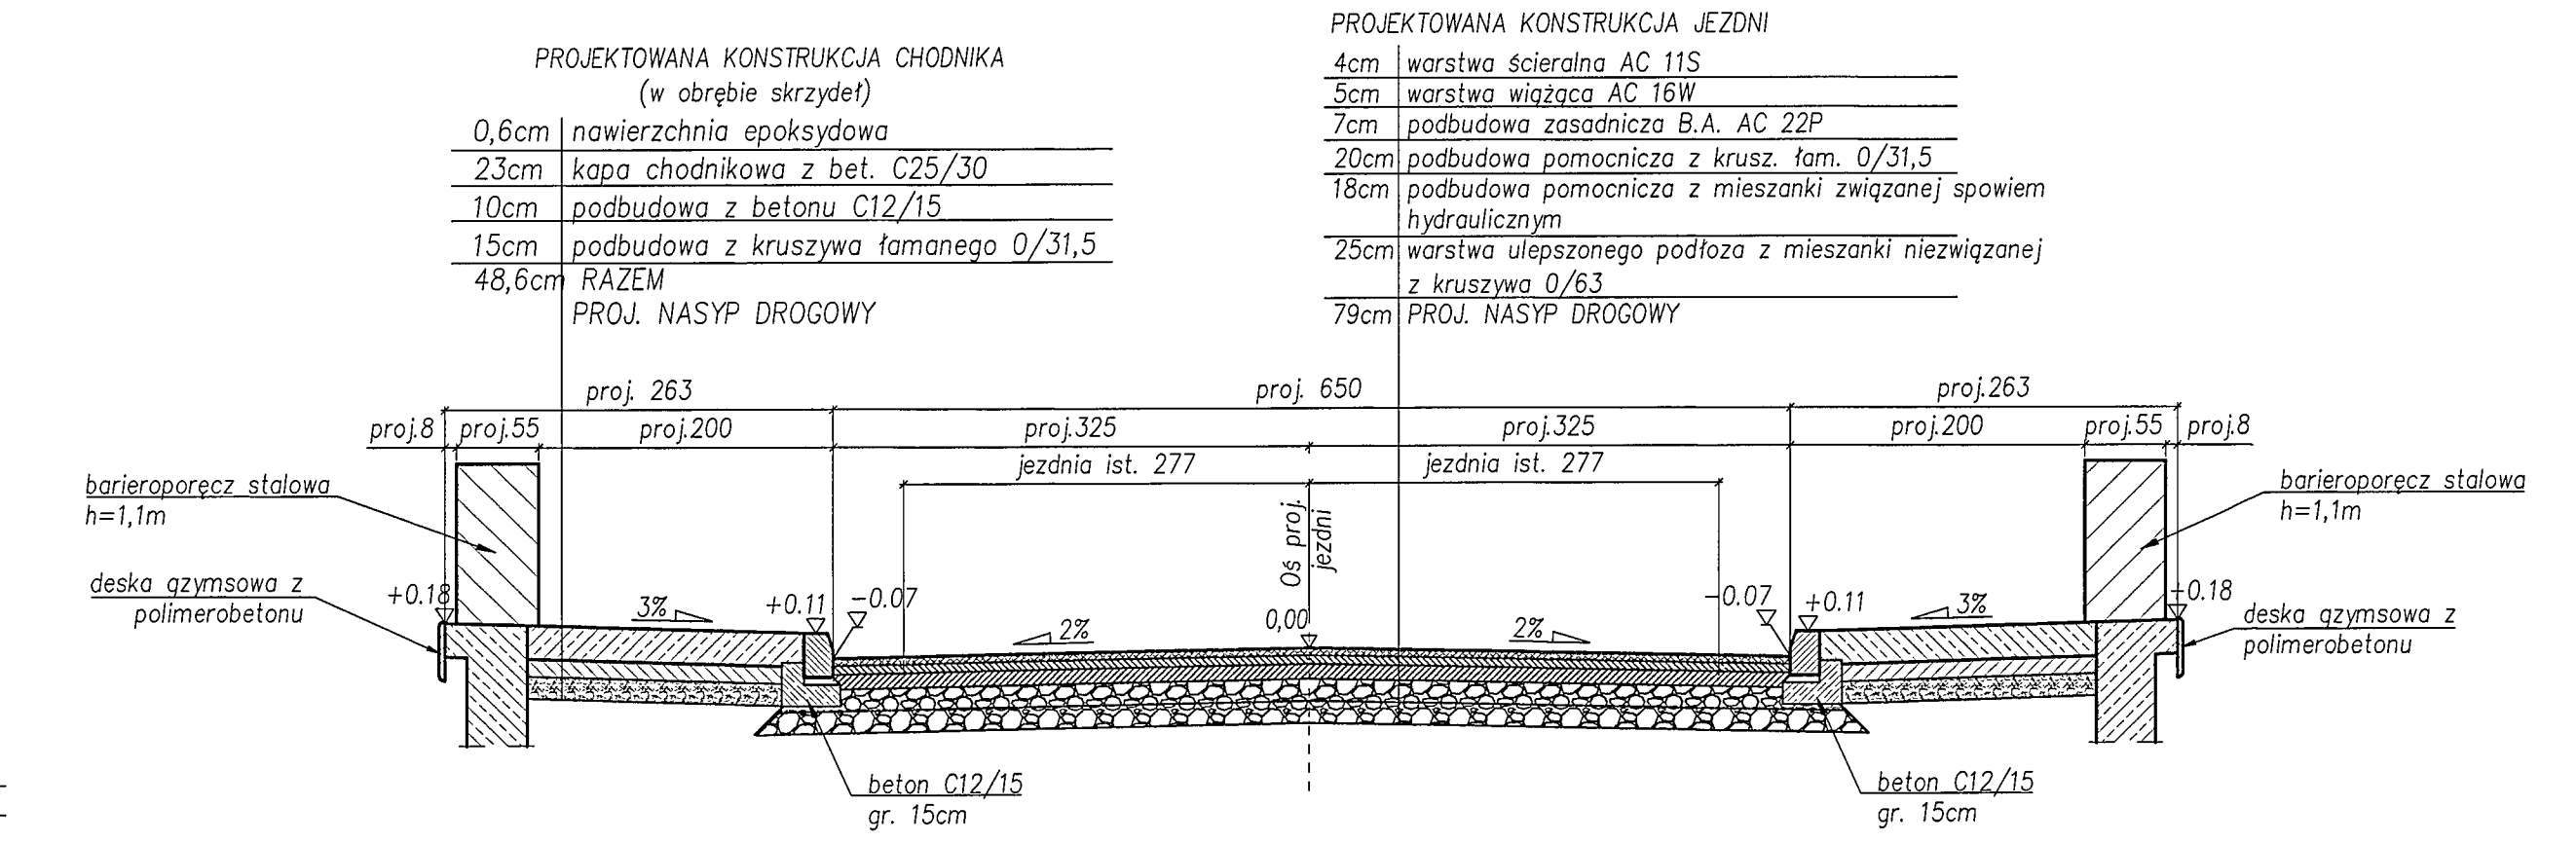 PROJEKTOWANA KONSTRUKCJA CHODNIKA
(w obrębie skrzydeł)
0,6cm nawierzchnia epoksydowa
23cm kapa chodnikowa z bet. C25/30
10cm podbudowa z betonu C12/15
15cm podbudowa z kruszywa łamanego 0/31,5
48,6cm RAZEM
PROJ. NASYP DROGOWY
PROJEKTOWANA KONSTRUKCJA JEZDNI
4cm warstwa ścieralna AC 11S
5cm warstwa wiążąca AC 16W
7cm podbudowa zasadnicza B.A. AC 22P
20cm podbudowa pomocnicza z krusz. łam. 0/31,5
18cm podbudowa pomocnicza z mieszanki związanej spowiem
hydraulicznym
25cm warstwa ulepszonego podłoza z mieszanki niezwiązanej
z kruszywa 0/63
79cm PROJ. NASYP DROGOWY
proj. 263 proj. 650 proj.263
proj.8 proj.55 proj.200 proj.325 proj.325 proj.200 proj.55 proj.8
jezdnia ist. 277 jezdnia ist. 277
barieroporęcz stalowa
h=1,1m
barieroporęcz stalowa
h=1,1m
Oś proj.
jezdni
deska gzymsowa z
polimerobetonu
+0.18 3% +0.11 -0.07 2% 0,00 2% -0.07 +0.11 3% +0.18
deska gzymsowa z
polimerobetonu
beton C12/15
gr. 15cm
beton C12/15
gr. 15cm